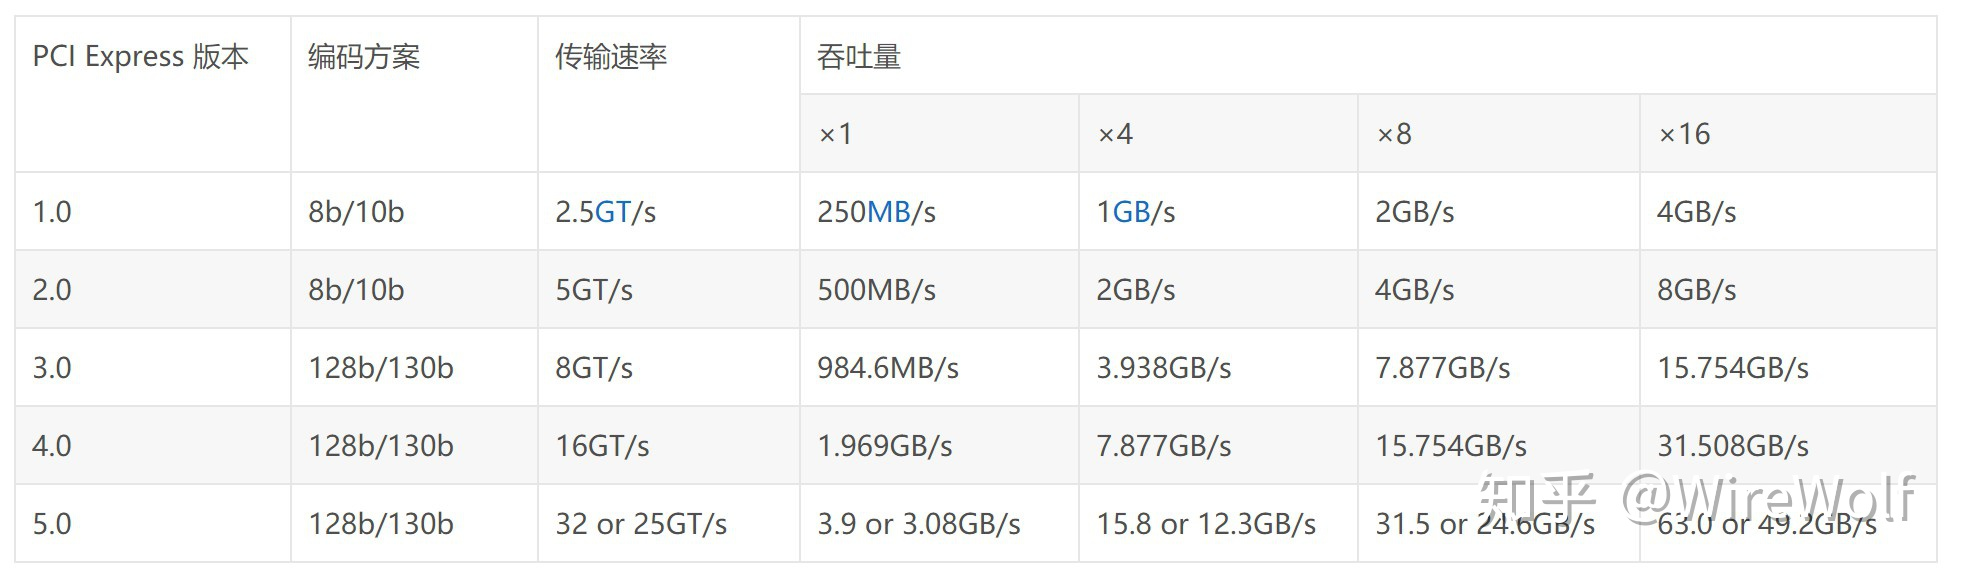 PCI Express 版本 编码方案 传输速率 吞吐量
×1 ×4 ×8 ×16
1.0 8b/10b 2.5GT/s 250MB/s 1GB/s 2GB/s 4GB/s
2.0 8b/10b 5GT/s 500MB/s 2GB/s 4GB/s 8GB/s
3.0 128b/130b 8GT/s 984.6MB/s 3.938GB/s 7.877GB/s 15.754GB/s
4.0 128b/130b 16GT/s 1.969GB/s 7.877GB/s 15.754GB/s 31.508GB/s
5.0 128b/130b 32 or 25GT/s 3.9 or 3.08GB/s 15.8 or 12.3GB/s 31.5 or 24.6GB/s 63.0 or 49.2GB/s
知乎 @WireWolf